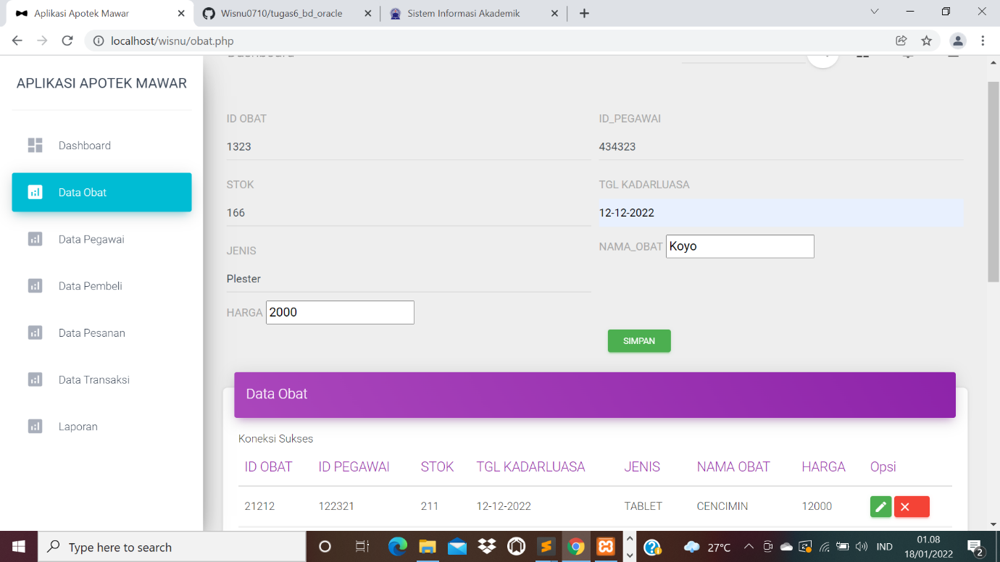 Aplikasi Apotek Mawar
Wisnu0710/tugas6_bd_oracle
Sistem Informasi Akademik
localhost/wisnu/obat.php
Dashboard
APLIKASI APOTEK MAWAR
Dashboard
Data Obat
Data Pegawai
Data Pembeli
Data Pesanan
Data Transaksi
Laporan
ID OBAT
ID_PEGAWAI
1323
434323
STOK
TGL KADARLUASA
166
12-12-2022
JENIS
NAMA_OBAT Koyo
Plester
HARGA 2000
SIMPAN
Data Obat
Koneksi Sukses
ID OBAT ID PEGAWAI STOK TGL KADARLUASA JENIS NAMA OBAT HARGA Opsi
21212 122321 211 12-12-2022 TABLET CENCIMIN 12000
Type here to search
27°C
IND
01.08
18/01/2022
2